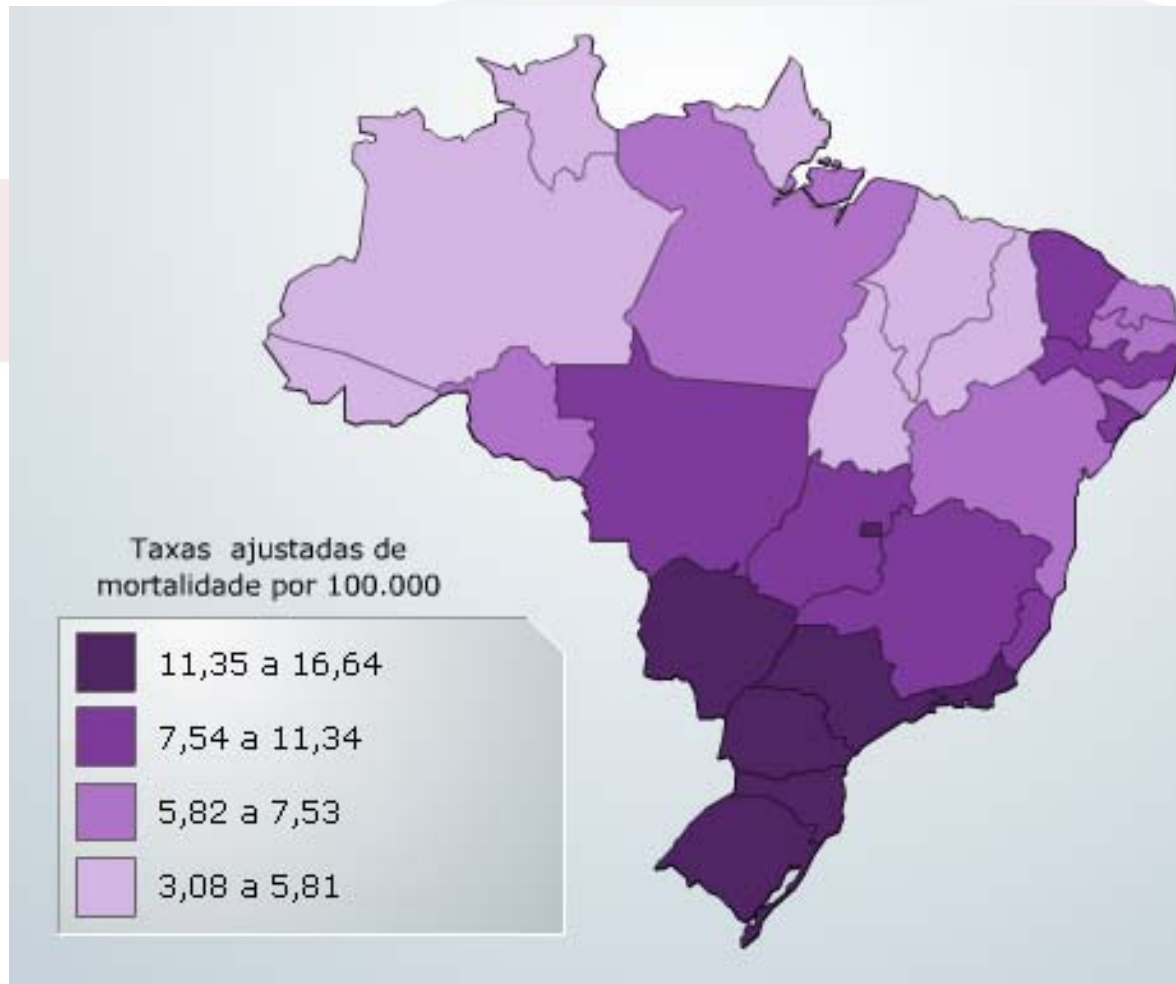 Taxas ajustadas de
mortalidade por 100.000
11,35 a 16,64
7,54 a 11,34
5,82 a 7,53
3,08 a 5,81